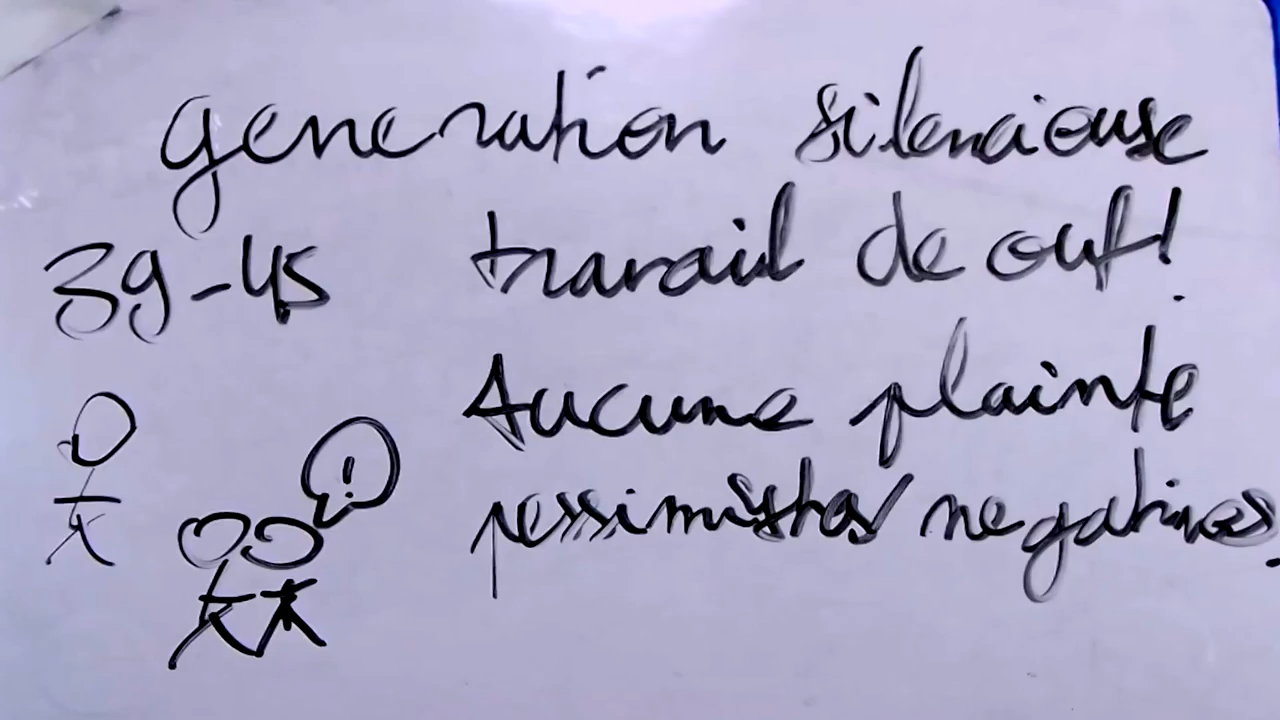 generation silencieuse
39-45 travail de ouf!
Aucune plainte
!
pessimistes/negatives.